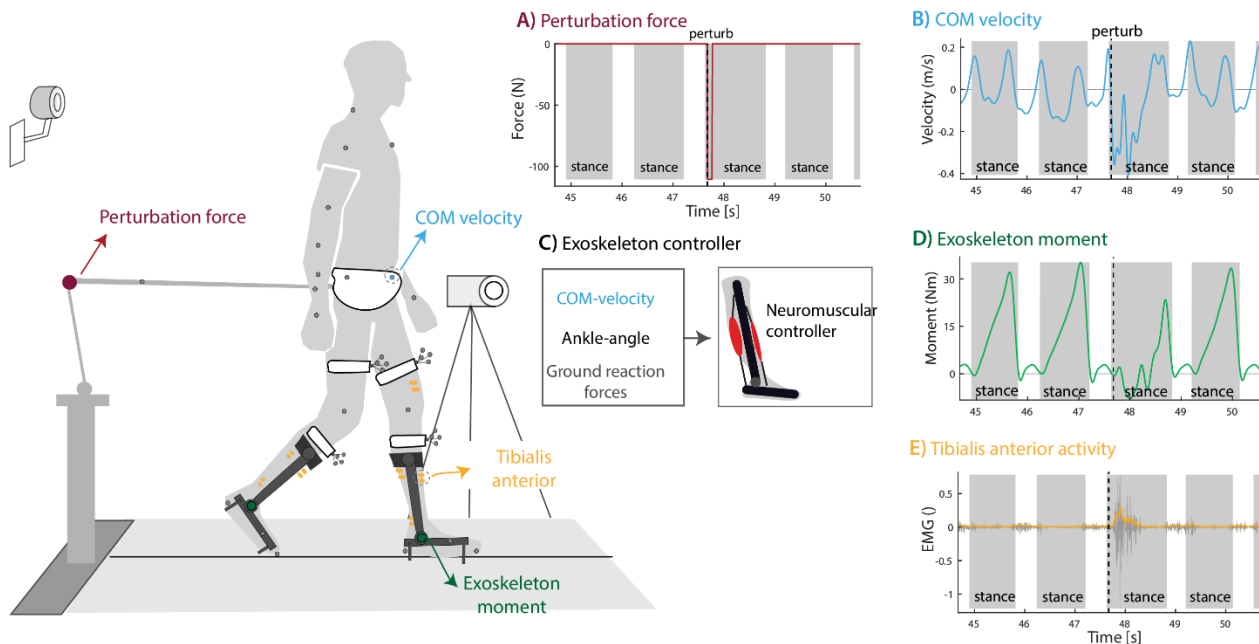 A) Perturbation force
perturb
0
-50
-100
Force (N)
stance
stance
stance
stance
45
46
47
48
49
50
Time [s]
B) COM velocity
perturb
0.2
0
-0.2
-0.4
Velocity (m/s)
stance
stance
stance
stance
45
46
47
48
49
50
Perturbation force
COM velocity
Tibialis
anterior
Exoskeleton
moment
C) Exoskeleton controller
COM-velocity
Ankle-angle
Ground reaction
forces
Neuromuscular
controller
D) Exoskeleton moment
30
15
0
Moment (Nm)
stance
stance
stance
stance
45
46
47
48
49
50
E) Tibialis anterior activity
0.5
0
-0.5
-1
EMG ()
stance
stance
stance
stance
45
46
47
48
49
50
Time [s]